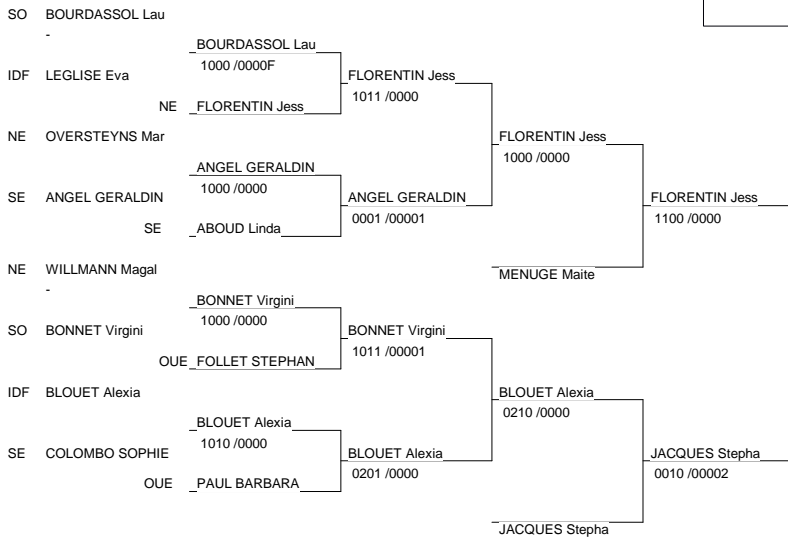 SO BOURDASSOL Lau
-
BOURDASSOL Lau
1000 /0000F
IDF LEGLISE Eva
FLORENTIN Jess
1011 /0000
NE FLORENTIN Jess
NE OVERSTEYNS Mar
FLORENTIN Jess
1000 /0000
ANGEL GERALDIN
1000 /0000
SE ANGEL GERALDIN
ANGEL GERALDIN
0001 /00001
FLORENTIN Jess
1100 /0000
SE ABOUD Linda
NE WILLMANN Magal
-
MENUGE Maite
BONNET Virgini
1000 /0000
SO BONNET Virgini
BONNET Virgini
1011 /00001
OUE FOLLET STEPHAN
IDF BLOUET Alexia
BLOUET Alexia
0210 /0000
BLOUET Alexia
1010 /0000
SE COLOMBO SOPHIE
BLOUET Alexia
0201 /0000
JACQUES Stepha
0010 /00002
OUE PAUL BARBARA
JACQUES Stepha